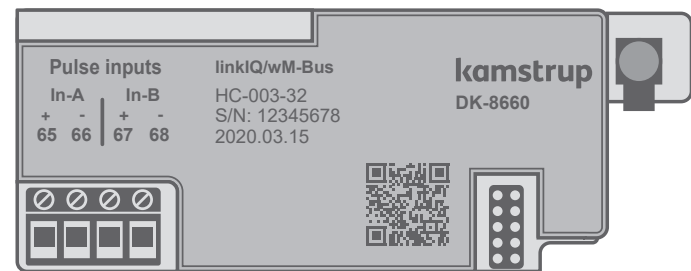 Pulse inputs
In-A In-B
+ - + -
65 66 67 68
linkIQ/wM-Bus
HC-003-32
S/N: 12345678
2020.03.15
kamstrup
DK-8660